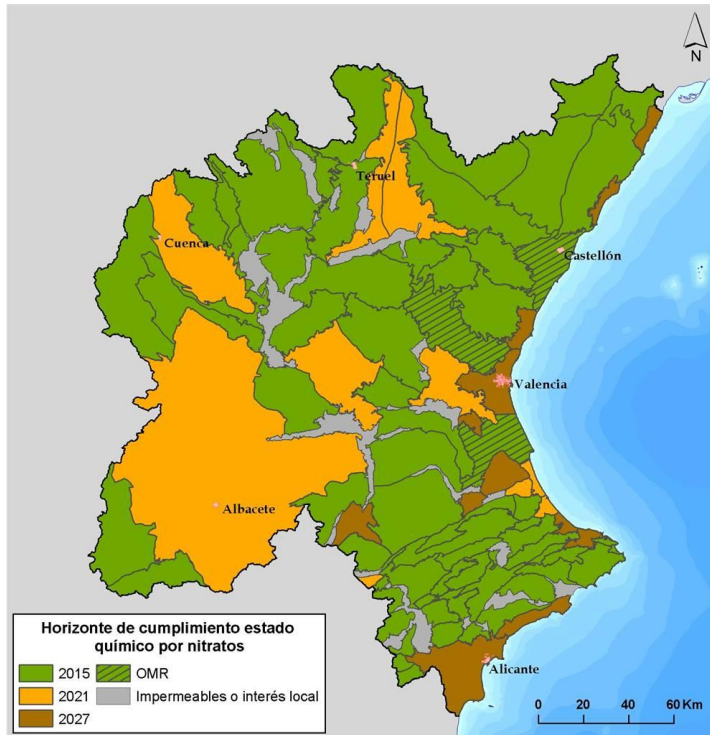 N
Teruel
Cuenca
Castellón
Valencia
Albacete
Alicante
Horizonte de cumplimiento estado
químico por nitratos
2015
OMR
2021
Impermeables o interés local
2027
0 20 40 60 Km